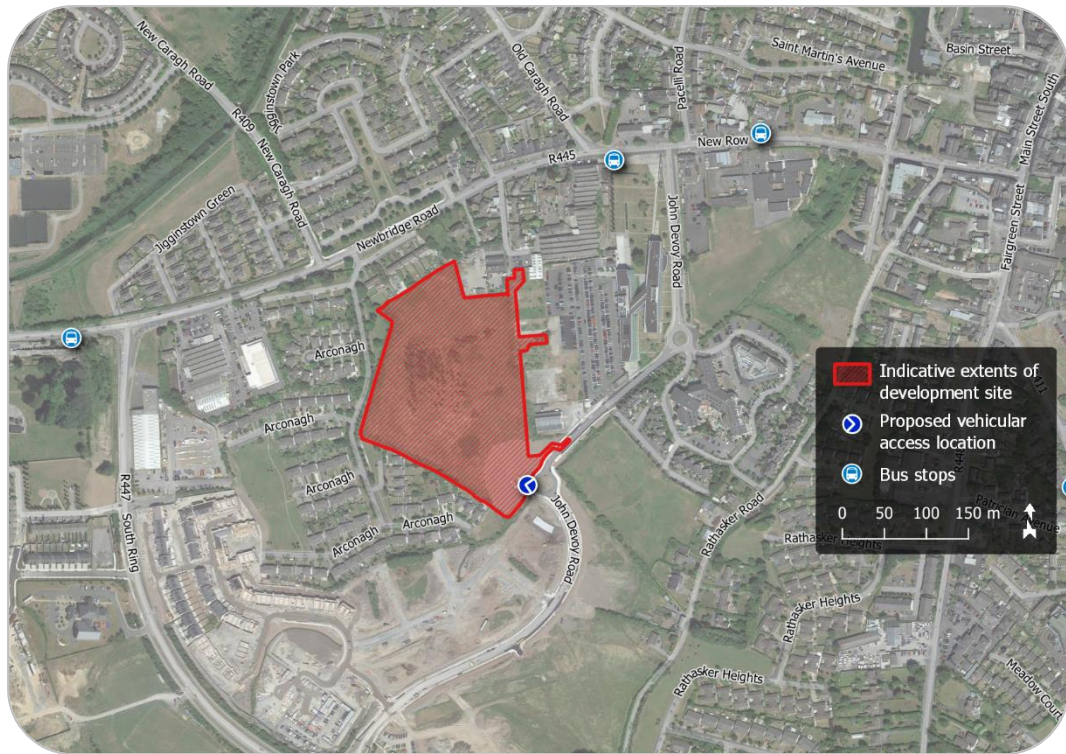 New Caragh Road
Jigginstown Park
R409
New Caragh Road
Jigginstown Green
Old Caragh Road
Pacelli Road
Saint Martin's Avenue
Basin Street
Main Street South
Fairgreen Street
New Row
R445
Newbridge Road
John Devoy Road
Arconagh
Arconagh
Arconagh
Arconagh
Arconagh
R447 - South Ring
John Devoy Road
Rathasker Road
Rathasker Heights
Rathasker Heights
Rathasker Heights
Patrician Avenue
Meadow Court
Indicative extents of
development site
Proposed vehicular
access location
Bus stops
0 50 100 150 m
N